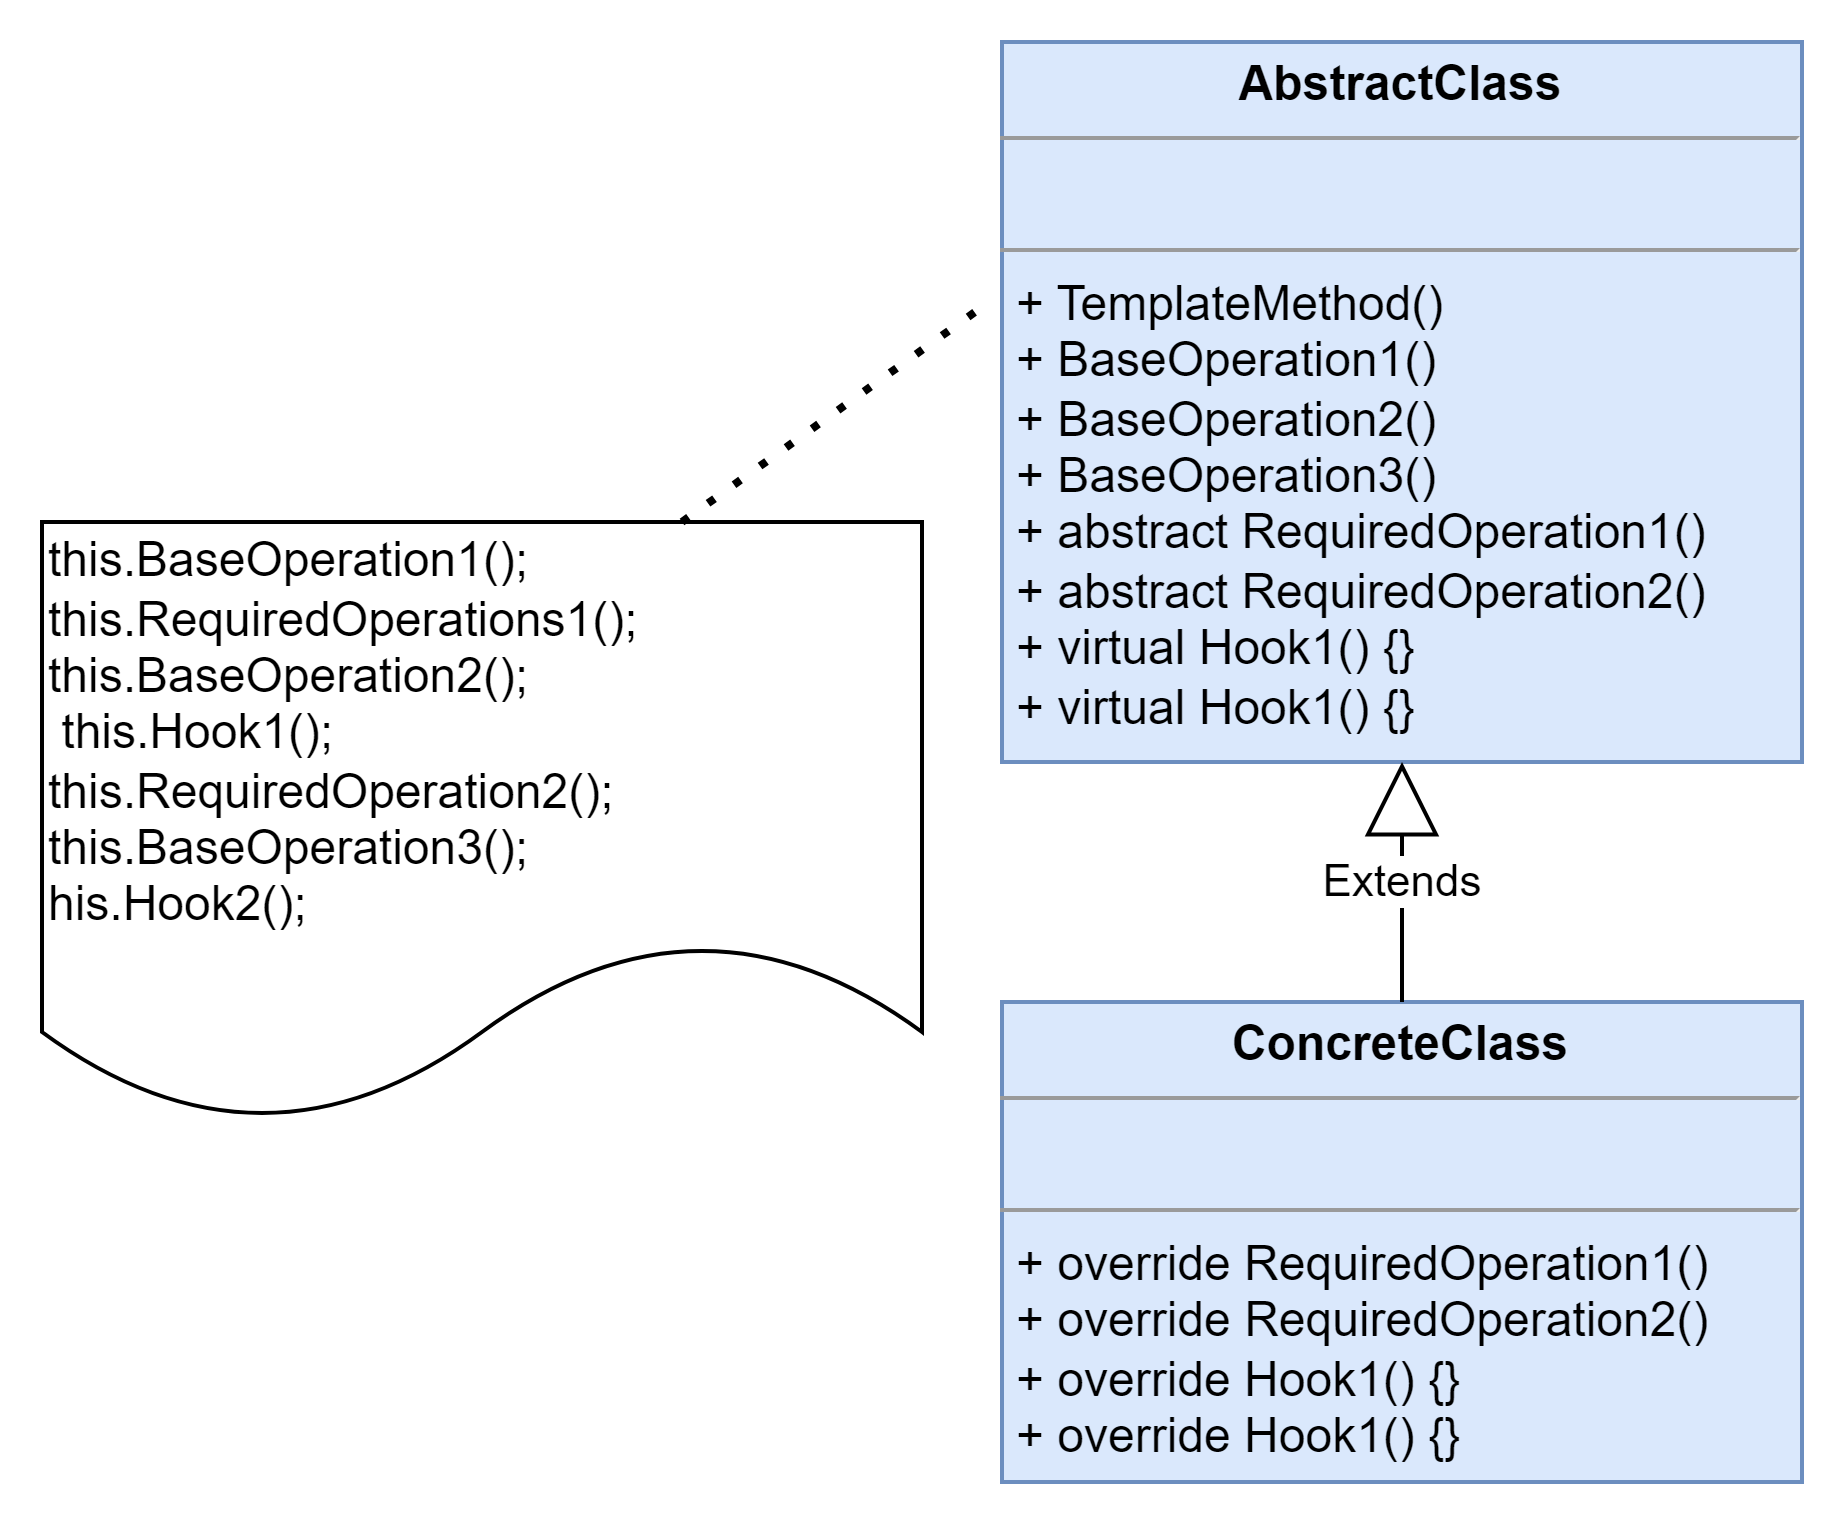 AbstractClass
+ TemplateMethod()
+ BaseOperation1()
+ BaseOperation2()
+ BaseOperation3()
+ abstract RequiredOperation1()
+ abstract RequiredOperation2()
+ virtual Hook1() {}
+ virtual Hook1() {}
this.BaseOperation1();
this.RequiredOperations1();
this.BaseOperation2();
this.Hook1();
this.RequiredOperation2();
this.BaseOperation3();
his.Hook2();
Extends
ConcreteClass
+ override RequiredOperation1()
+ override RequiredOperation2()
+ override Hook1() {}
+ override Hook1() {}